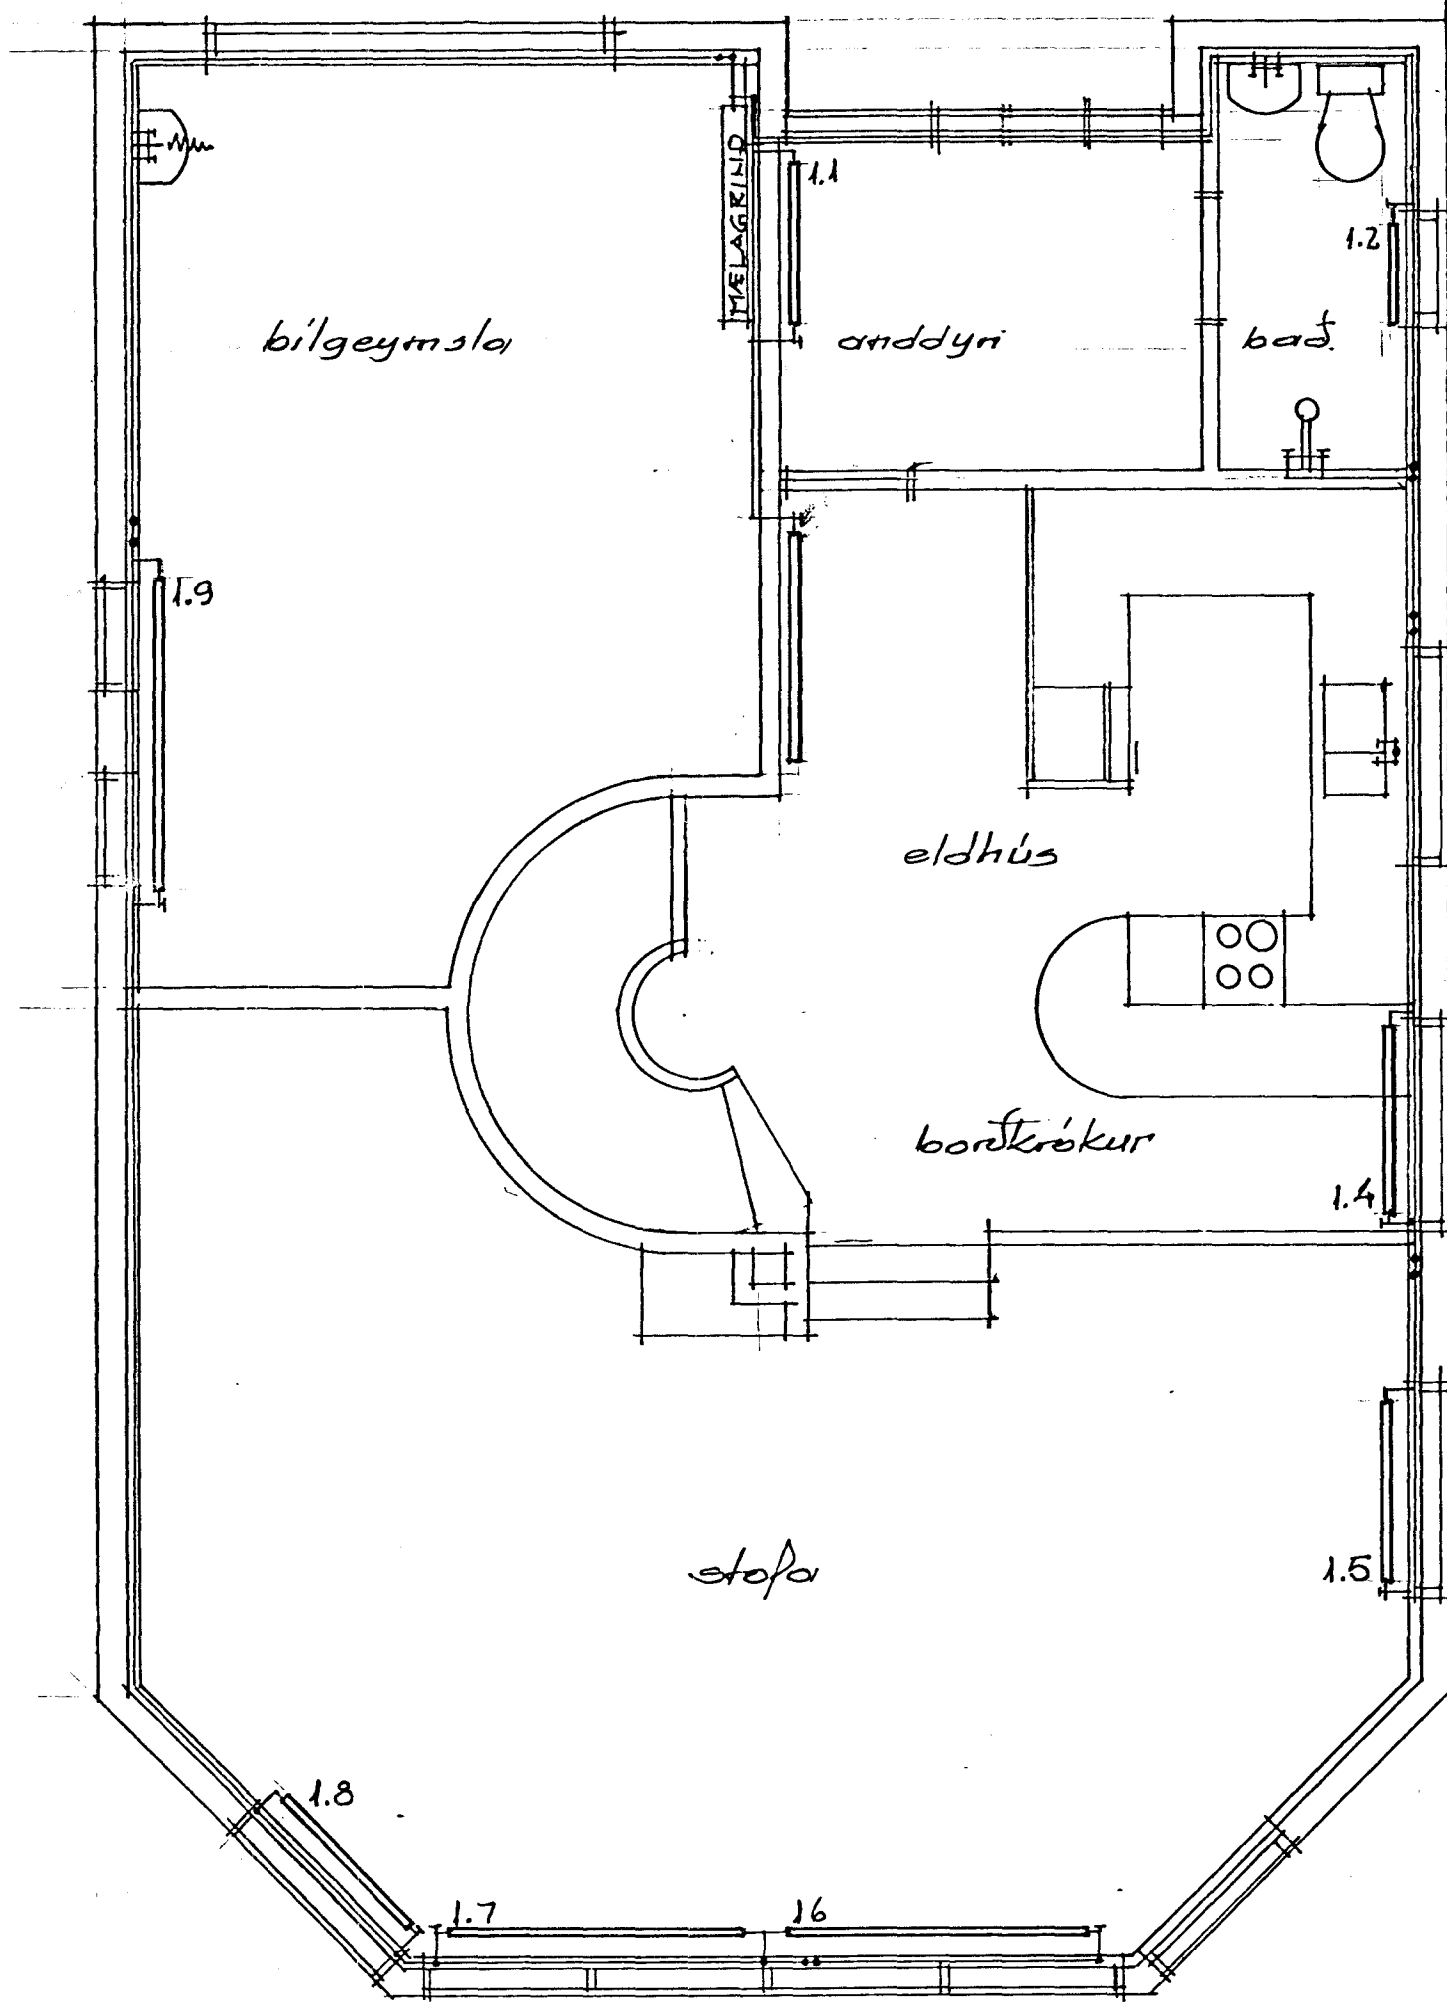 MÆLAGRIND
1.1
1.2
bílgeymsla
anddyri
bað.
1.9
eldhús
borðkrókur
1.4
stofa
1.5
1.8
1.7
16